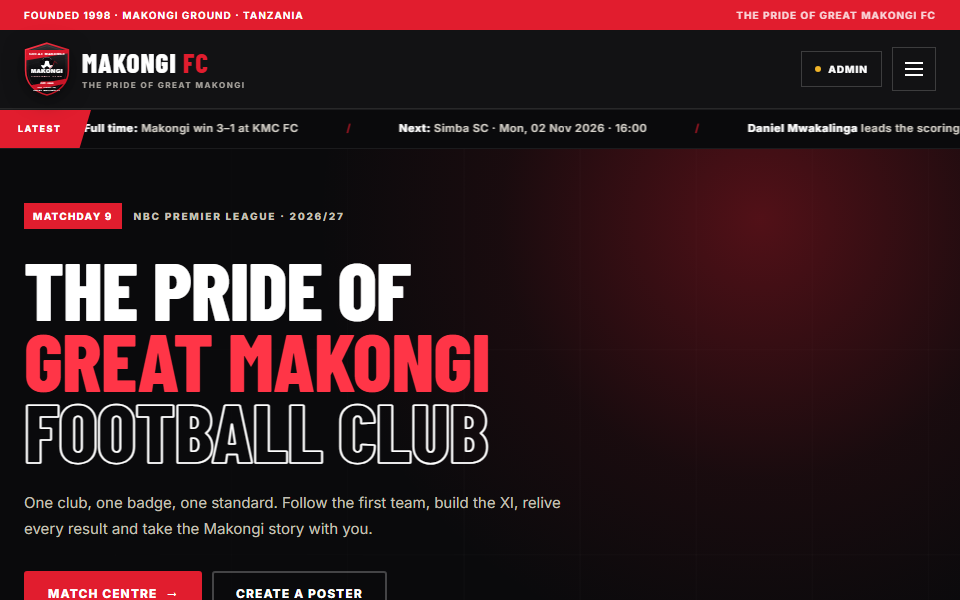 FOUNDED 1998 · MAKONGI GROUND · TANZANIA
THE PRIDE OF GREAT MAKONGI FC
MAKONGI
MAKONGI FC
THE PRIDE OF GREAT MAKONGI
ADMIN
LATEST
Full time: Makongi win 3–1 at KMC FC / Next: Simba SC · Mon, 02 Nov 2026 · 16:00 / Daniel Mwakalinga leads the scoring
MATCHDAY 9
NBC PREMIER LEAGUE · 2026/27
THE PRIDE OF
GREAT MAKONGI
FOOTBALL CLUB
One club, one badge, one standard. Follow the first team, build the XI, relive
every result and take the Makongi story with you.
MATCH CENTRE →
CREATE A POSTER